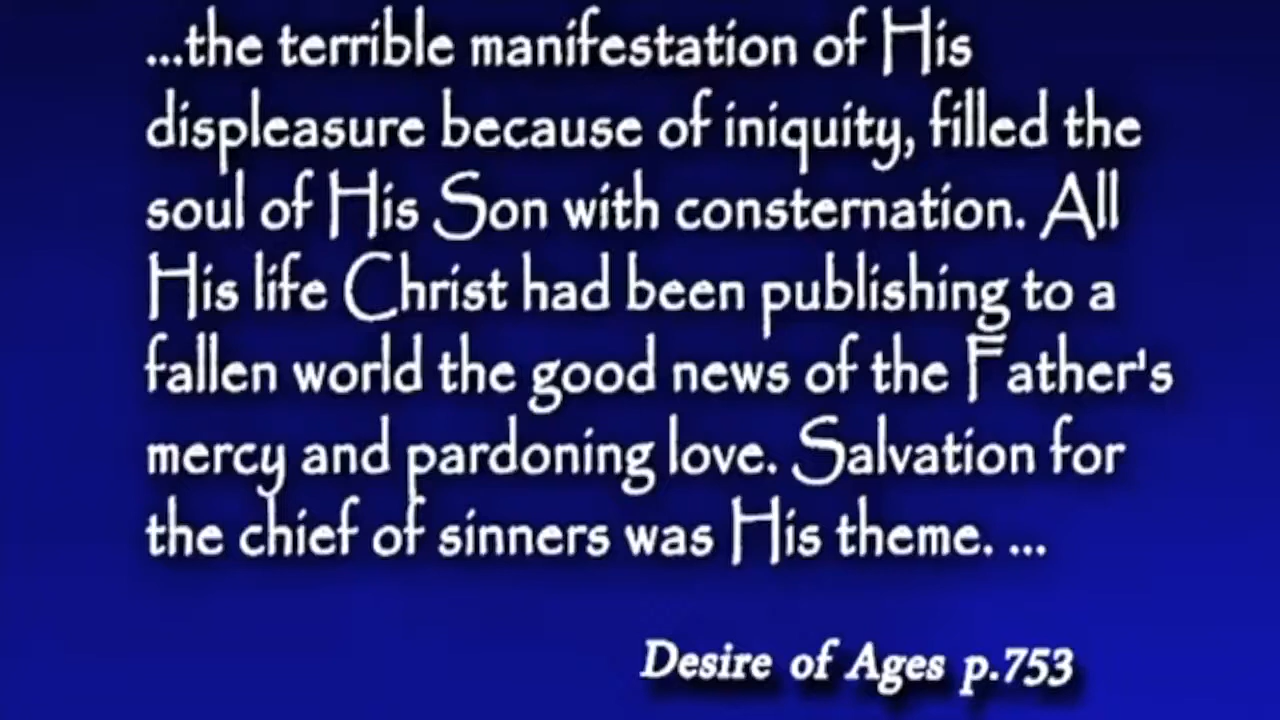 ...the terrible manifestation of His
displeasure because of iniquity, filled the
soul of His Son with consternation. All
His life Christ had been publishing to a
fallen world the good news of the Father's
mercy and pardoning love. Salvation for
the chief of sinners was His theme. ...
Desire of Ages p.753